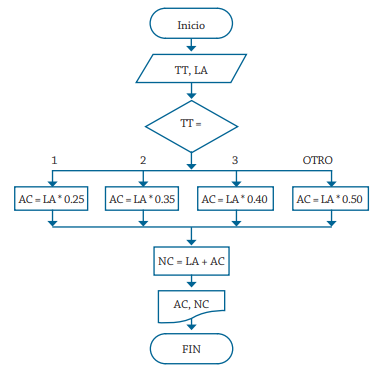 Inicio
TT, LA
TT =
1 2 3 OTRO
AC = LA * 0.25 AC = LA * 0.35 AC = LA * 0.40 AC = LA * 0.50
NC = LA + AC
AC, NC
FIN